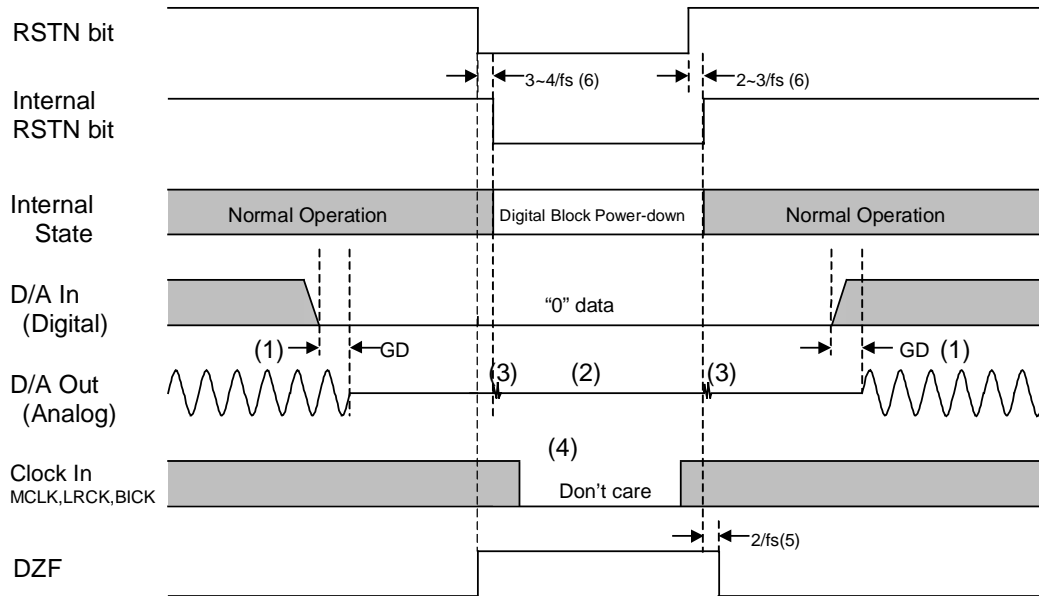 RSTN bit
3~4/fs (6)
2~3/fs (6)
Internal
RSTN bit
Internal
State
Normal Operation
Digital Block Power-down
Normal Operation
D/A In
(Digital)
“0” data
(1)
GD
GD
(1)
D/A Out
(Analog)
(3)
(2)
(3)
(4)
Clock In
MCLK,LRCK,BICK
Don’t care
2/fs(5)
DZF